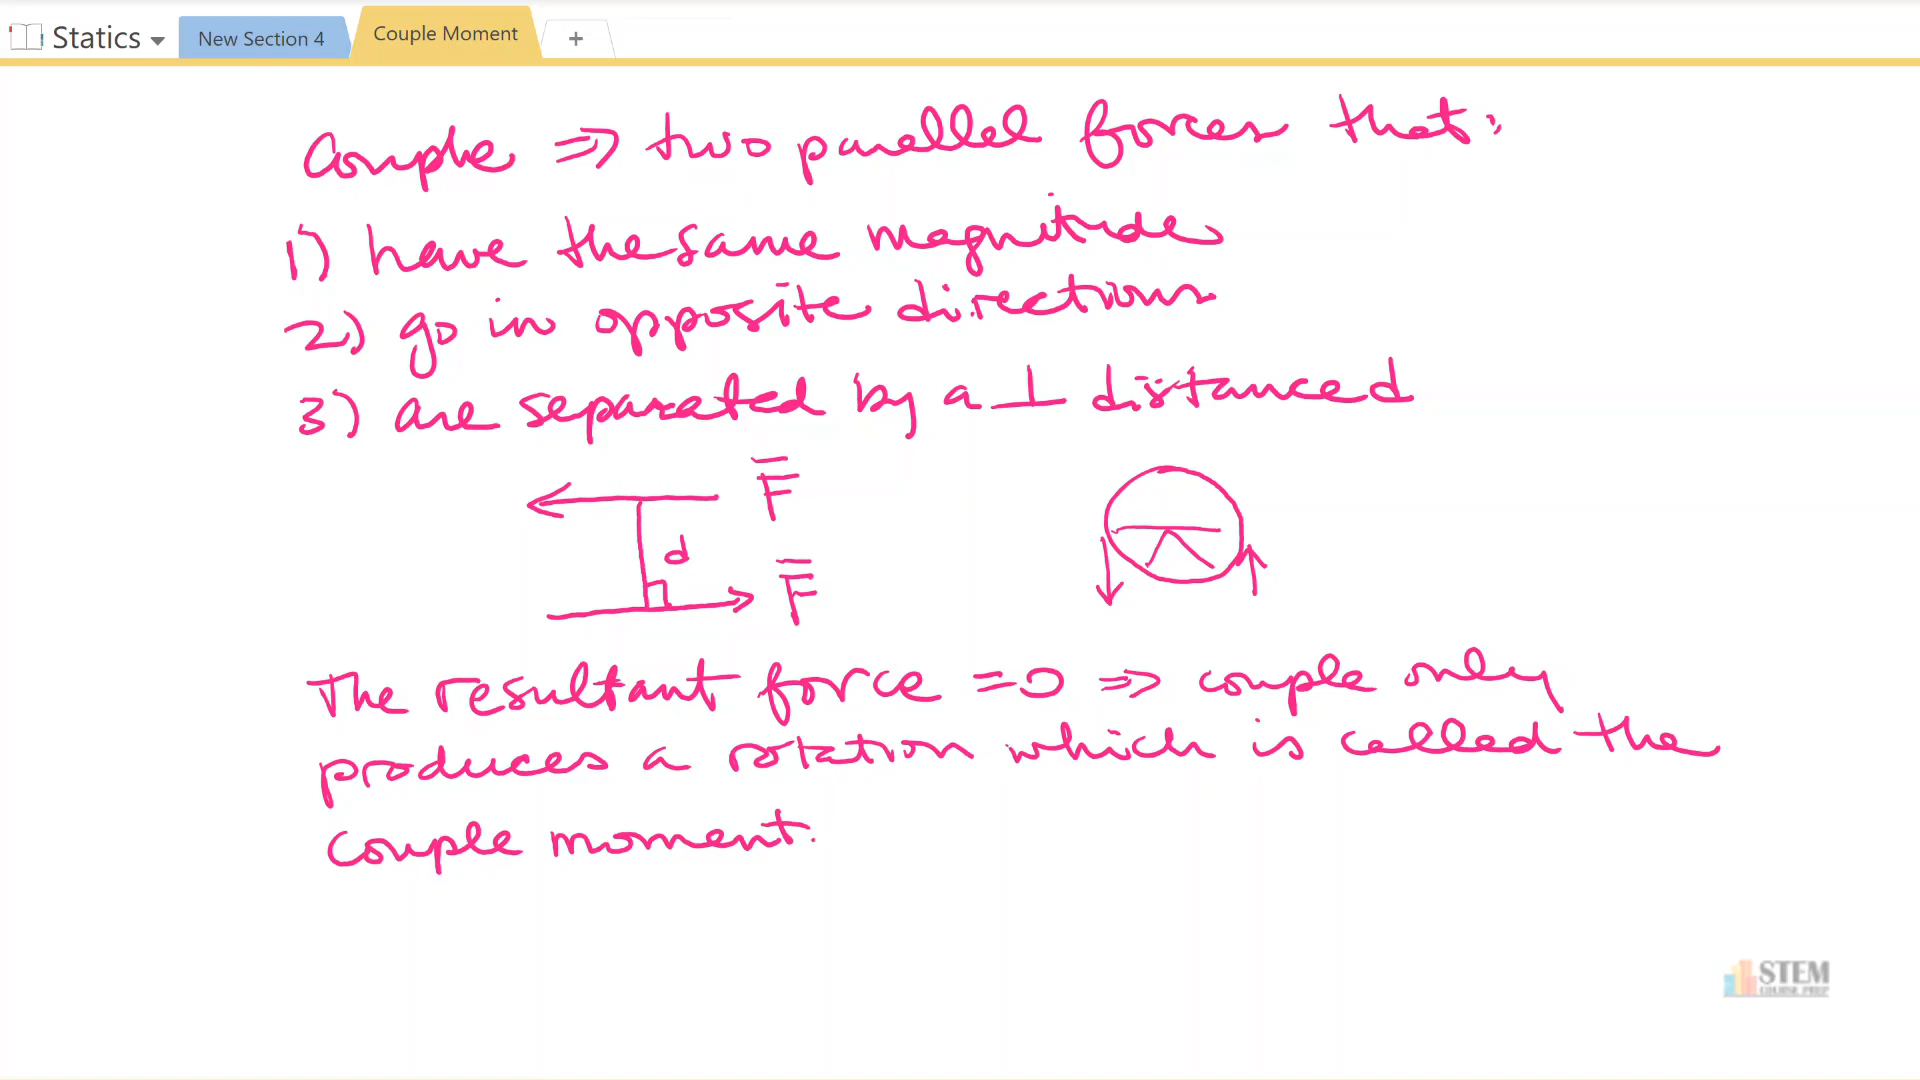 Statics New Section 4 Couple Moment +
Couple ⇒ two parallel forces that:
1) have the same magnitude
2) go in opposite directions
3) are separated by a ⊥ distance d
F̅
d
F̅
The resultant force =0 ⇒ couple only
produces a rotation which is called the
couple moment.
STEM
COURSE PREP